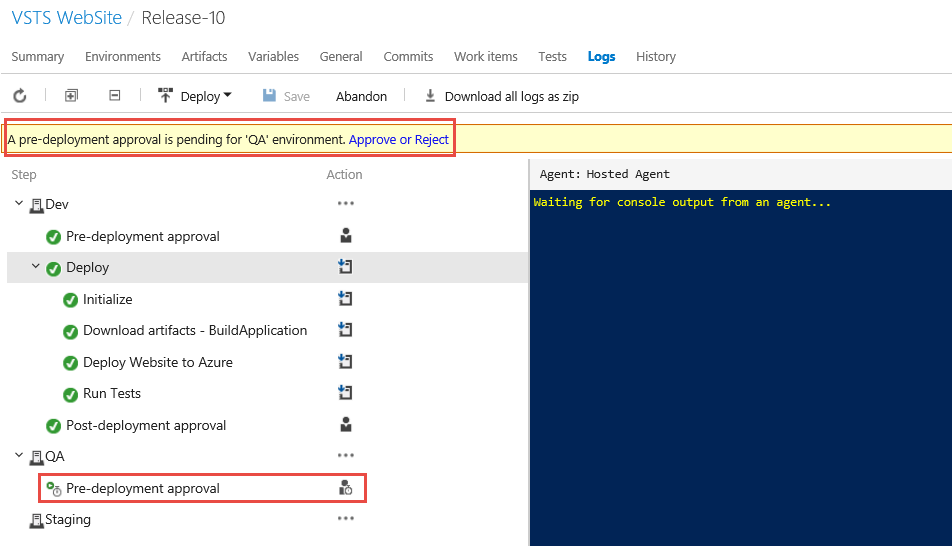 VSTS WebSite / Release-10
Summary Environments Artifacts Variables General Commits Work items Tests Logs History
Deploy Save Abandon Download all logs as zip
A pre-deployment approval is pending for 'QA' environment. Approve or Reject
Step Action
Agent: Hosted Agent
Waiting for console output from an agent...
Dev ...
Pre-deployment approval
Deploy
Initialize
Download artifacts - BuildApplication
Deploy Website to Azure
Run Tests
Post-deployment approval
QA ...
Pre-deployment approval
Staging ...